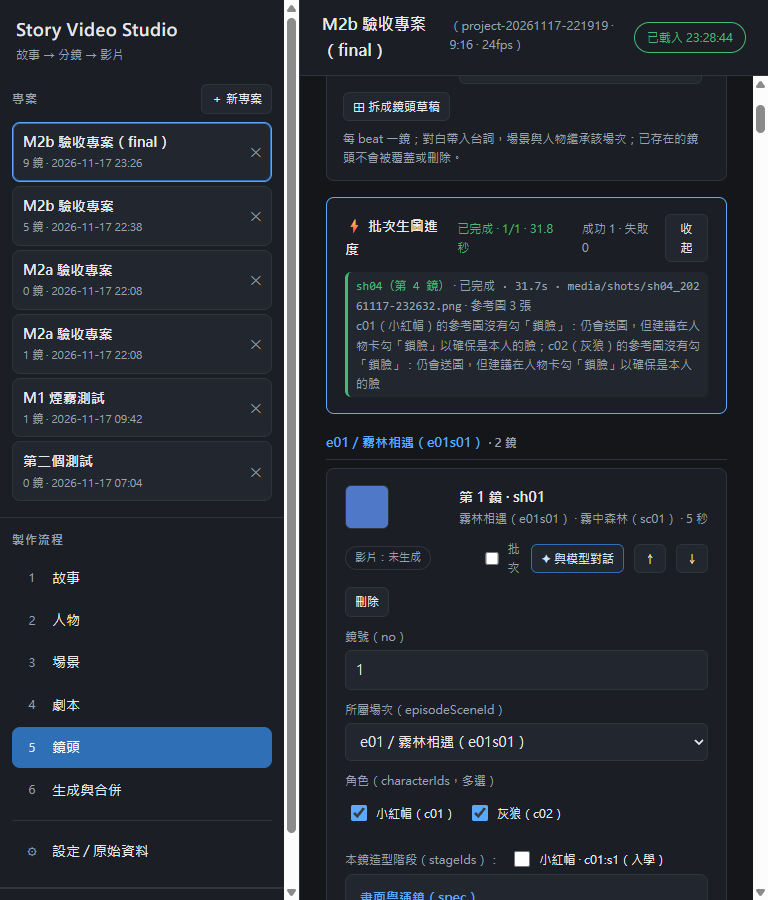 Story Video Studio
故事 → 分鏡 → 影片
專案
+ 新專案
M2b 驗收專案（final）
9 鏡 · 2026-11-17 23:26
M2b 驗收專案
5 鏡 · 2026-11-17 22:38
M2a 驗收專案
0 鏡 · 2026-11-17 22:08
M2a 驗收專案
1 鏡 · 2026-11-17 22:08
M1 煙霧測試
1 鏡 · 2026-11-17 09:42
第二個測試
0 鏡 · 2026-11-17 07:04
製作流程
1 故事
2 人物
3 場景
4 劇本
5 鏡頭
6 生成與合併
設定 / 原始資料
M2b 驗收專案
（final）
（project-20261117-221919 ·
9:16 · 24fps）
已載入 23:28:44
拆成鏡頭草稿
每 beat 一鏡；對白帶入台詞，場景與人物繼承該場次；已存在的鏡
頭不會被覆蓋或刪除。
批次生圖進
度
已完成 · 1/1 · 31.8
秒
成功 1 · 失敗
0
收
起
sh04（第 4 鏡） · 已完成 · 31.7s · media/shots/sh04_202
61117-232632.png · 參考圖 3 張
c01（小紅帽）的參考圖沒有勾「鎖臉」：仍會送圖，但建議在人
物卡勾「鎖臉」以確保是本人的臉；c02（灰狼）的參考圖沒有勾
「鎖臉」：仍會送圖，但建議在人物卡勾「鎖臉」以確保是本人
的臉
e01 / 霧林相遇（e01s01） · 2 鏡
第 1 鏡 · sh01
霧林相遇（e01s01） · 霧中森林（sc01） · 5 秒
影片：未生成
批
次
✦ 與模型對話
↑
↓
刪除
鏡號（no）
1
所屬場次（episodeSceneId）
e01 / 霧林相遇（e01s01）
角色（characterIds，多選）
小紅帽（c01）
灰狼（c02）
本鏡造型階段（stageIds）：
小紅帽 · c01:s1（入學）
畫面與運鏡（spec）